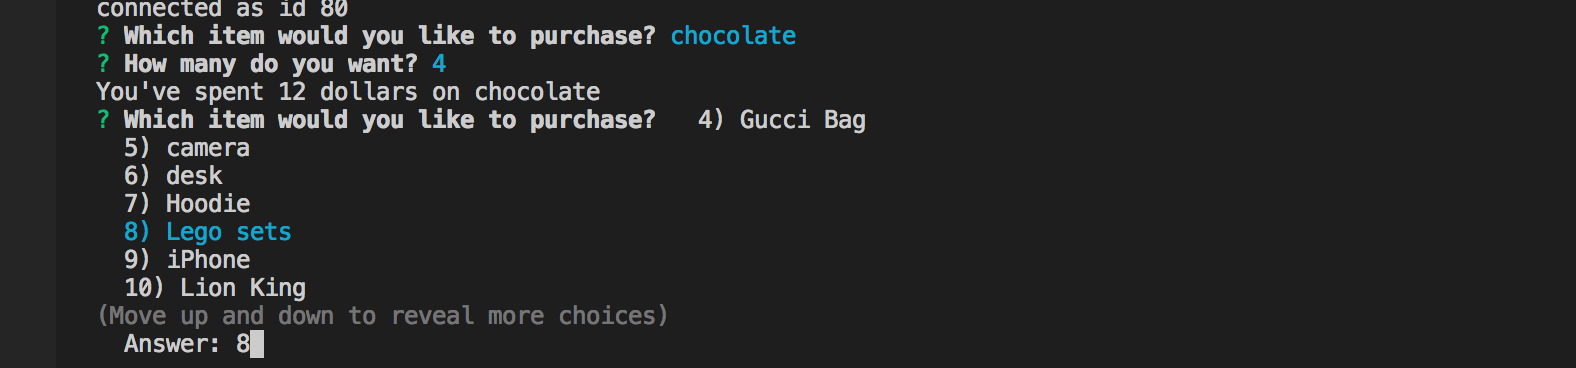 connected as id 80
? Which item would you like to purchase? chocolate
? How many do you want? 4
You've spent 12 dollars on chocolate
? Which item would you like to purchase?   4) Gucci Bag
  5) camera
  6) desk
  7) Hoodie
  8) Lego sets
  9) iPhone
  10) Lion King
(Move up and down to reveal more choices)
  Answer: 8